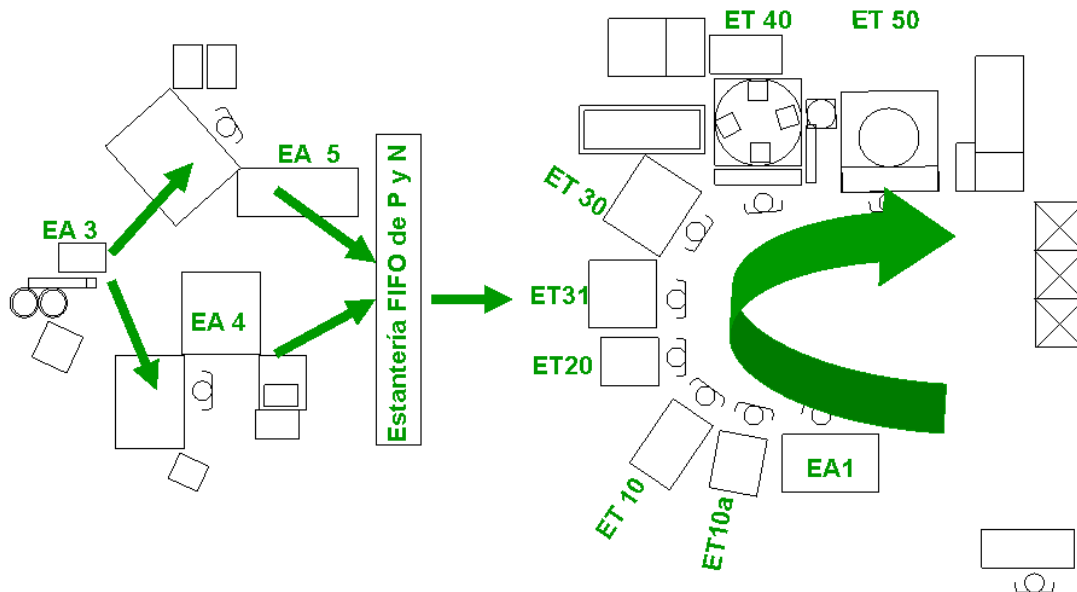 ET 40
ET 50
EA 5
ET 30
EA 3
Estantería FIFO de P y N
ET31
EA 4
ET20
EA1
ET 10
ET10a